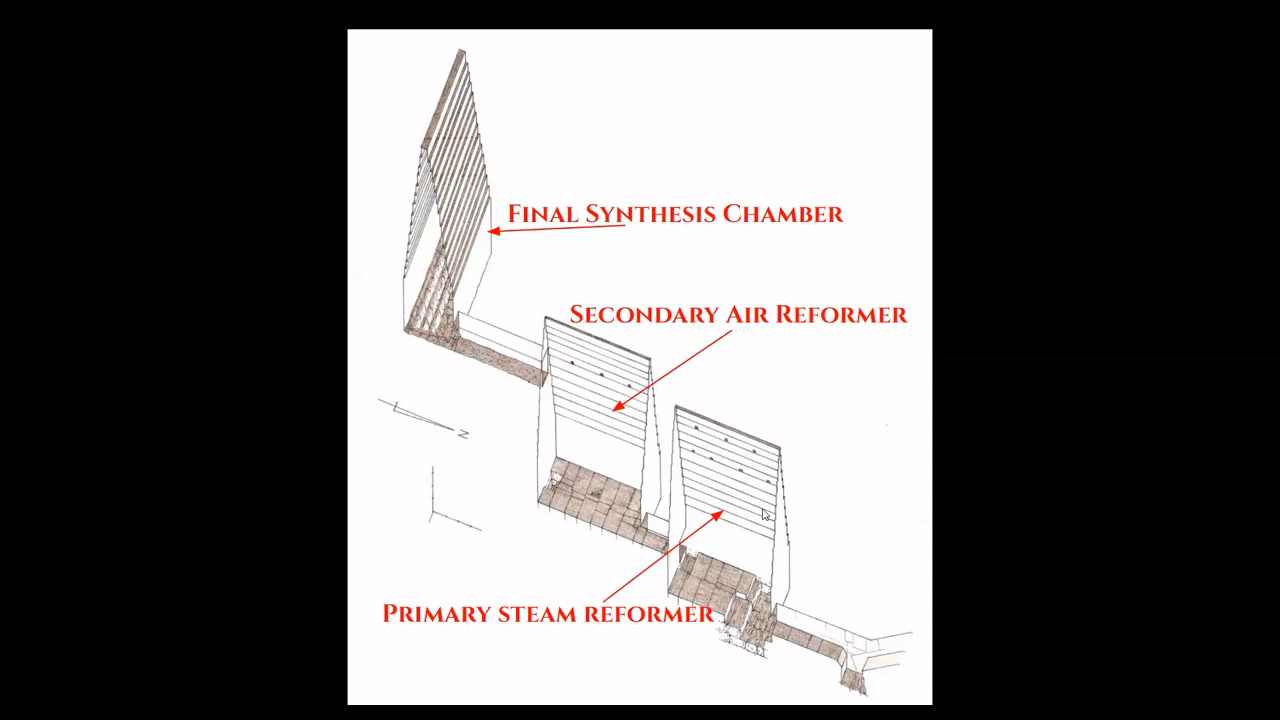 Final Synthesis Chamber
Secondary Air Reformer
N
Primary steam reformer